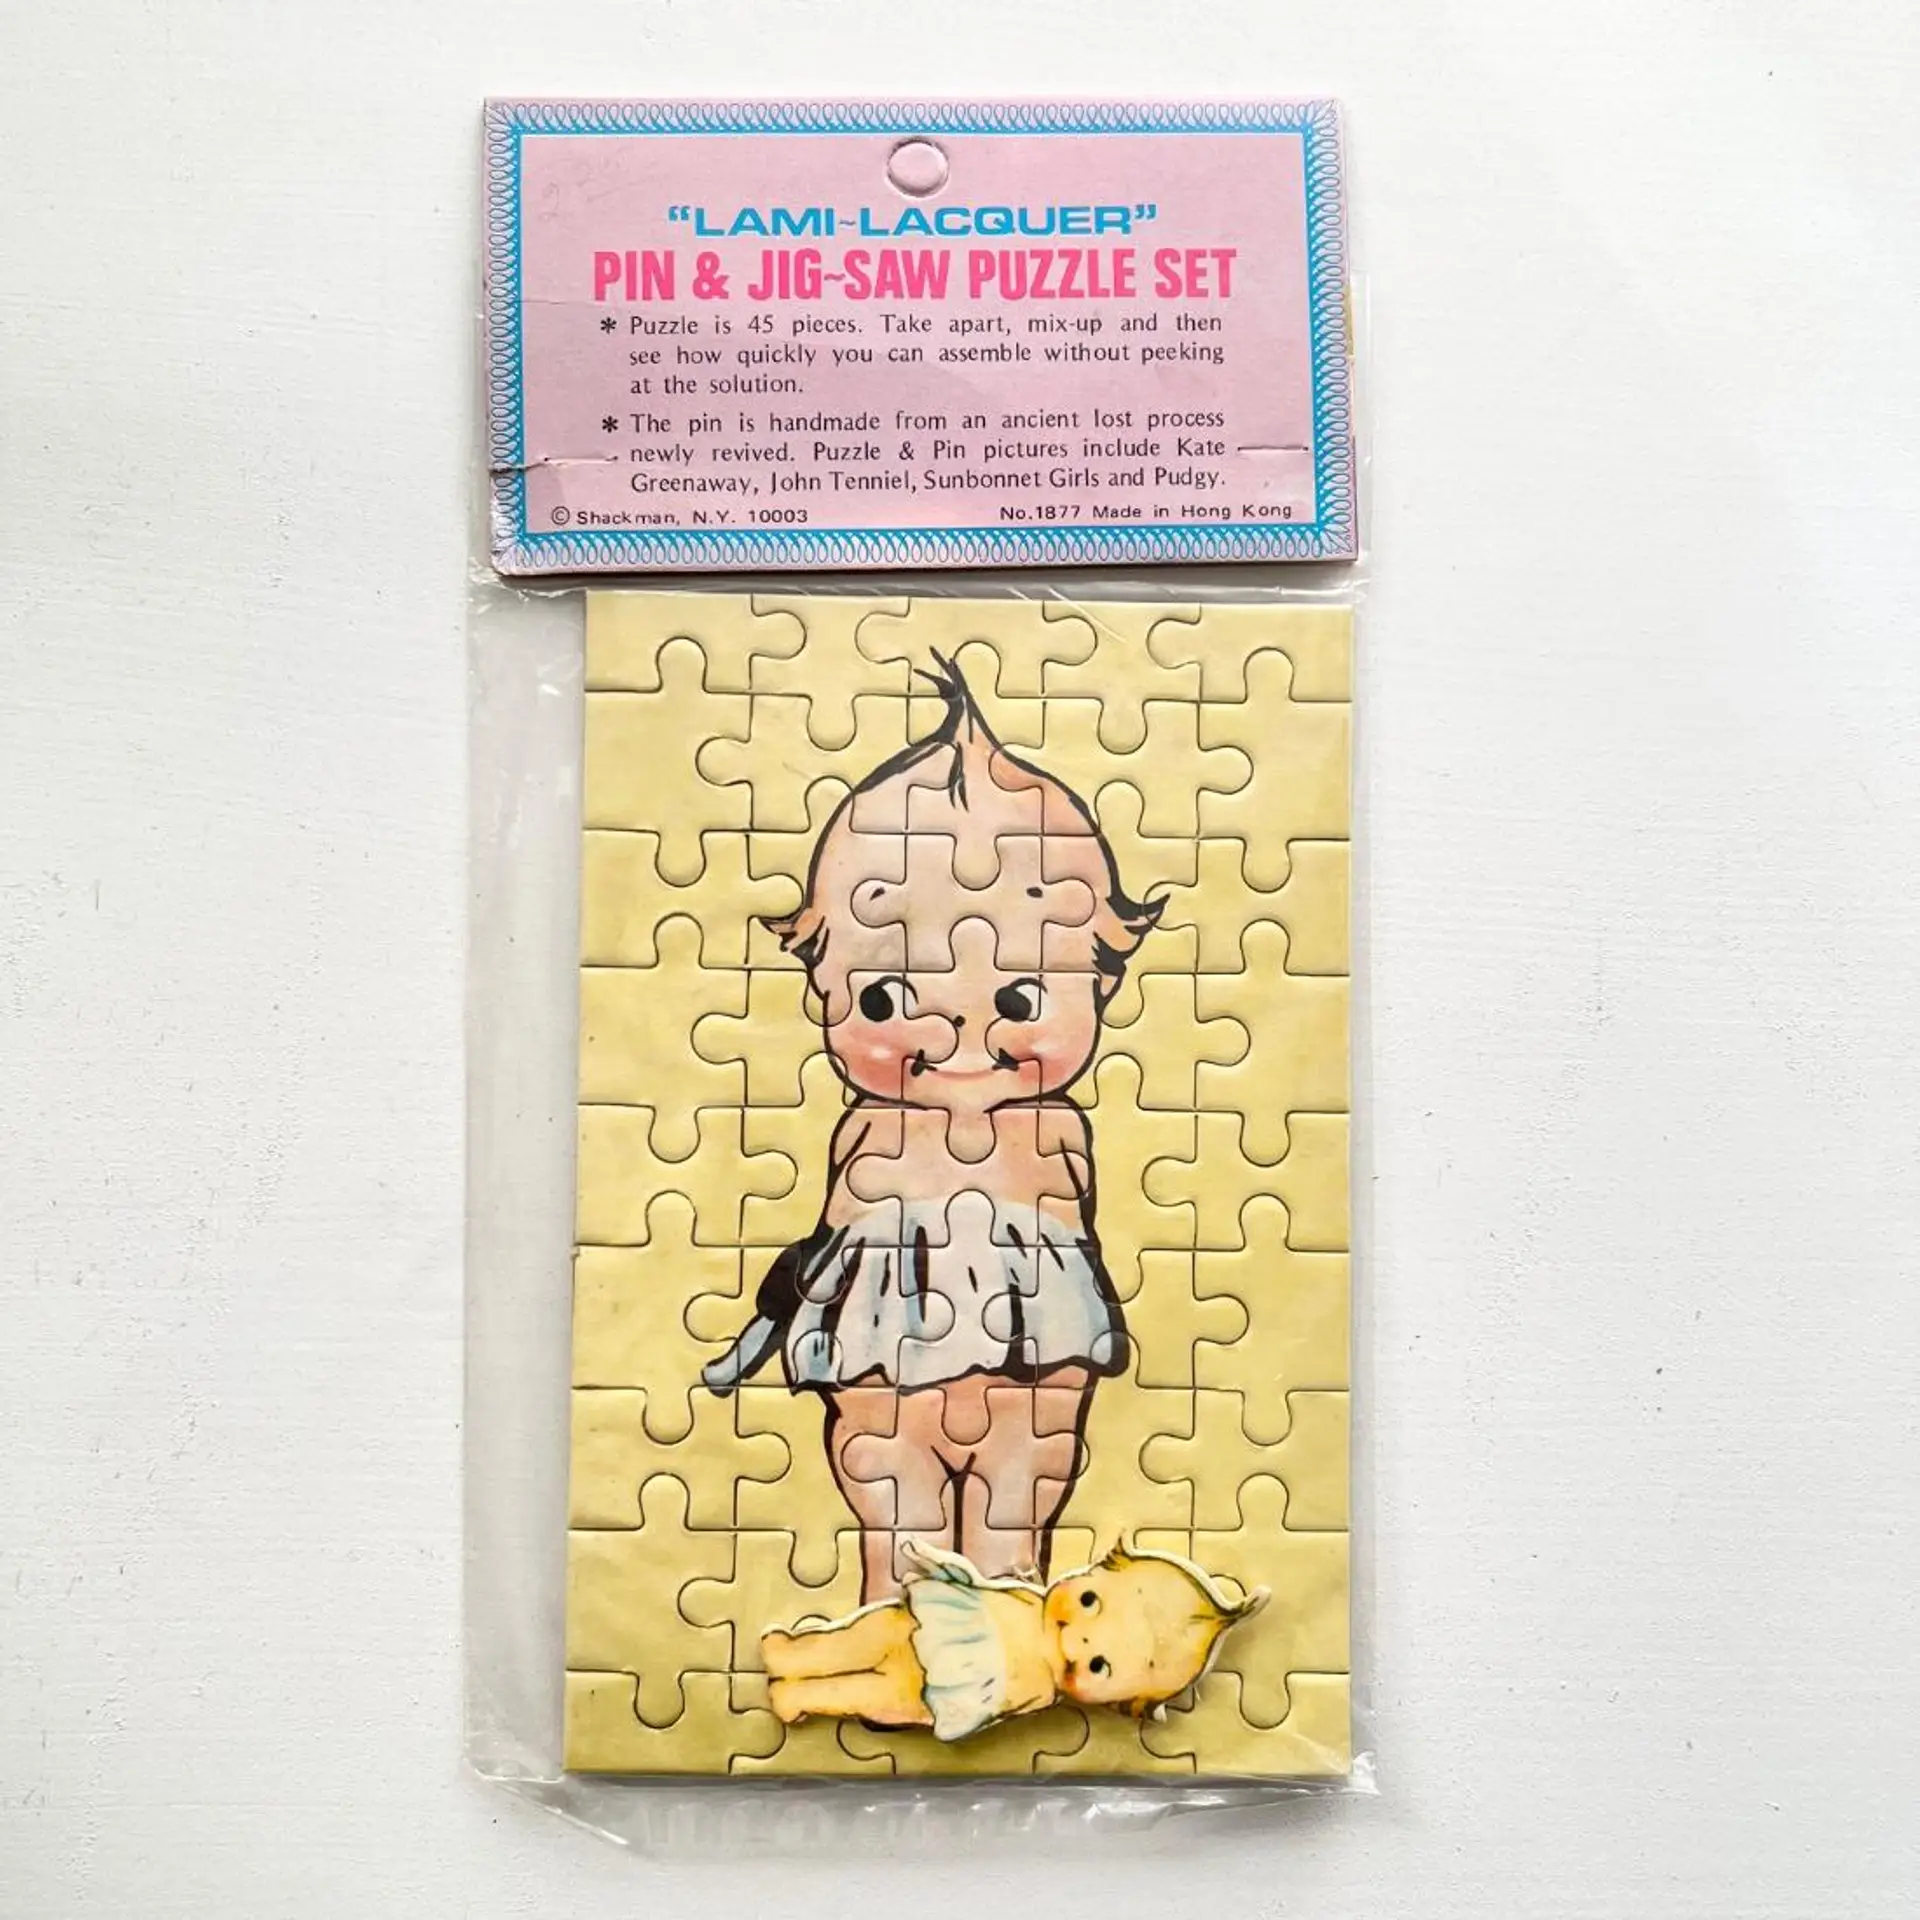 “LAMI~LACQUER”
PIN & JIG~SAW PUZZLE SET
* Puzzle is 45 pieces. Take apart, mix-up and then
see how quickly you can assemble without peeking
at the solution.
* The pin is handmade from an ancient lost process
newly revived. Puzzle & Pin pictures include Kate
Greenaway, John Tenniel, Sunbonnet Girls and Pudgy.
© Shackman, N.Y. 10003 No.1877 Made in Hong Kong